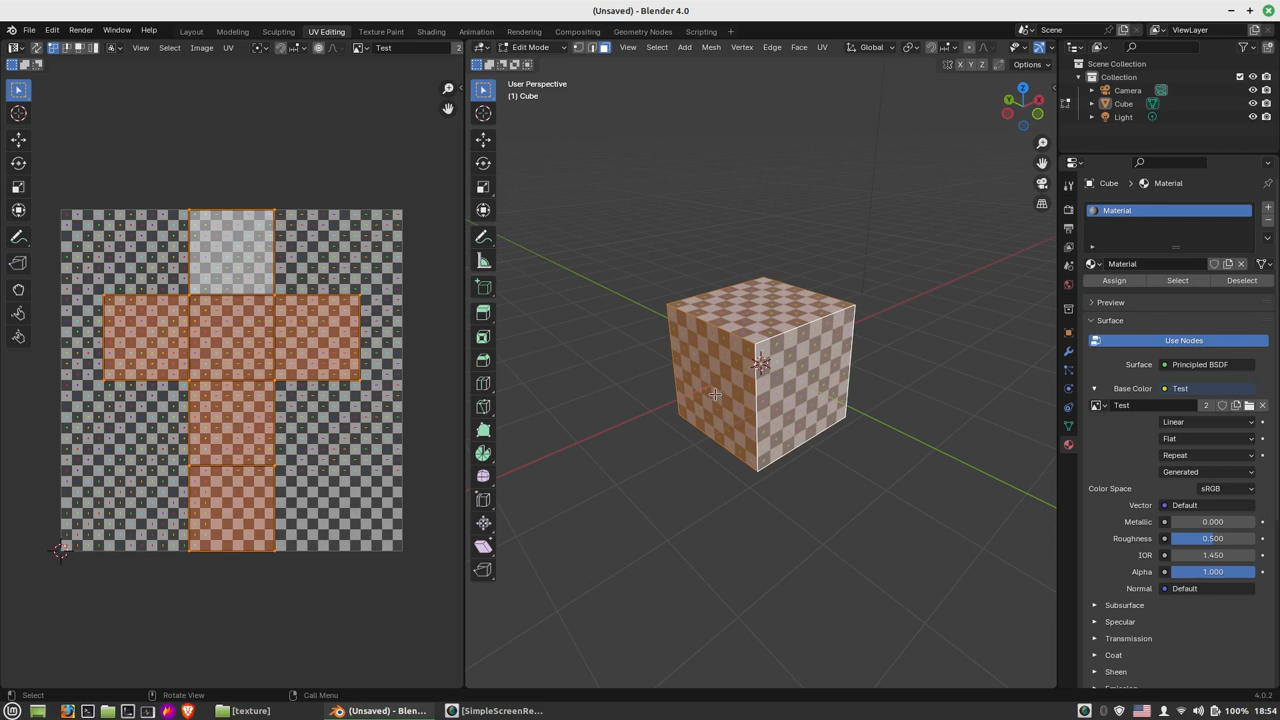 (Unsaved) - Blender 4.0
File Edit Render Window Help Layout Modeling Sculpting UV Editing Texture Paint Shading Animation Rendering Compositing Geometry Nodes Scripting Scene ViewLayer
View Select Image UV Test 2 Edit Mode View Select Add Mesh Vertex Edge Face UV Global
X Y Z Options
User Perspective
(1) Cube
Scene Collection
Collection
Camera
Cube
Light
Z
Y X
Cube Material
Material
Material
Assign Select Deselect
Preview
Surface
Use Nodes
Surface Principled BSDF
Base Color Test
Test 2
Linear
Flat
Repeat
Generated
Color Space sRGB
Vector Default
Metallic 0.000
Roughness 0.500
IOR 1.450
Alpha 1.000
Normal Default
Subsurface
Specular
Transmission
Coat
Sheen
Select Rotate View Call Menu 4.0.2
[texture] (Unsaved) - Blen... [SimpleScreenRe... 100% 18:54